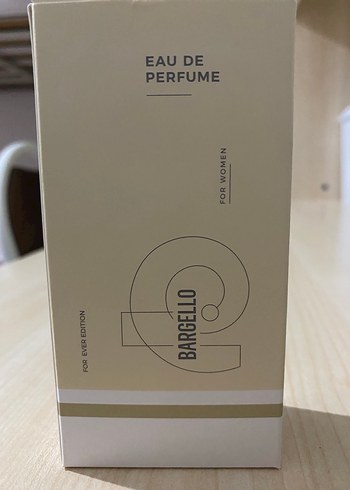 EAU DE
PERFUME
FOR WOMEN
BARGELLO
FOR EVER EDITION